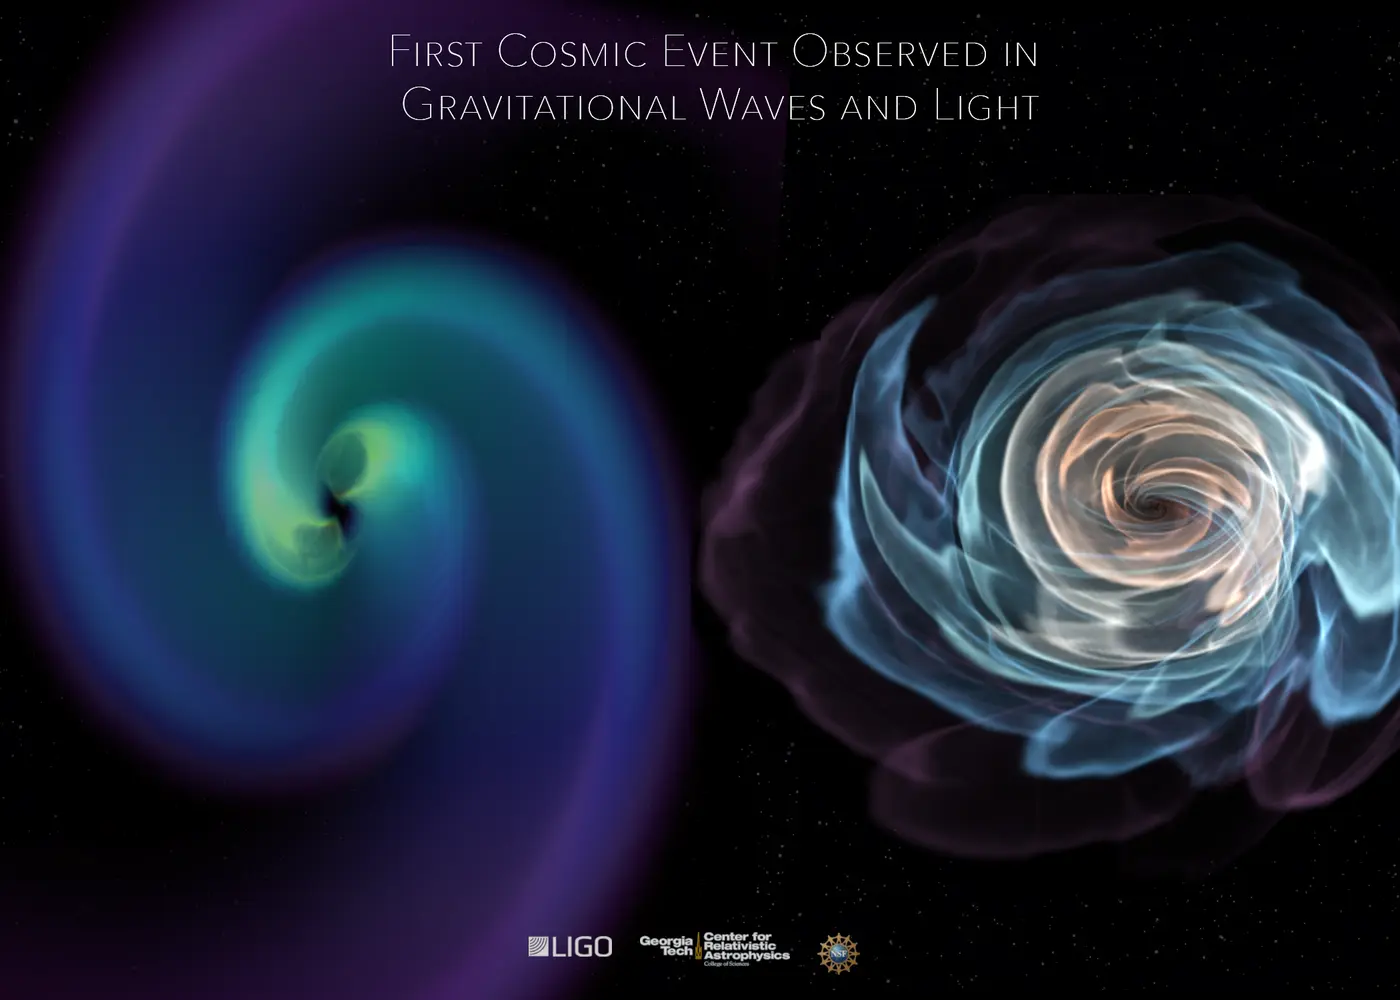 First Cosmic Event Observed in
Gravitational Waves and Light
LIGO
Georgia Tech
Center for Relativistic Astrophysics
College of Sciences
NSF